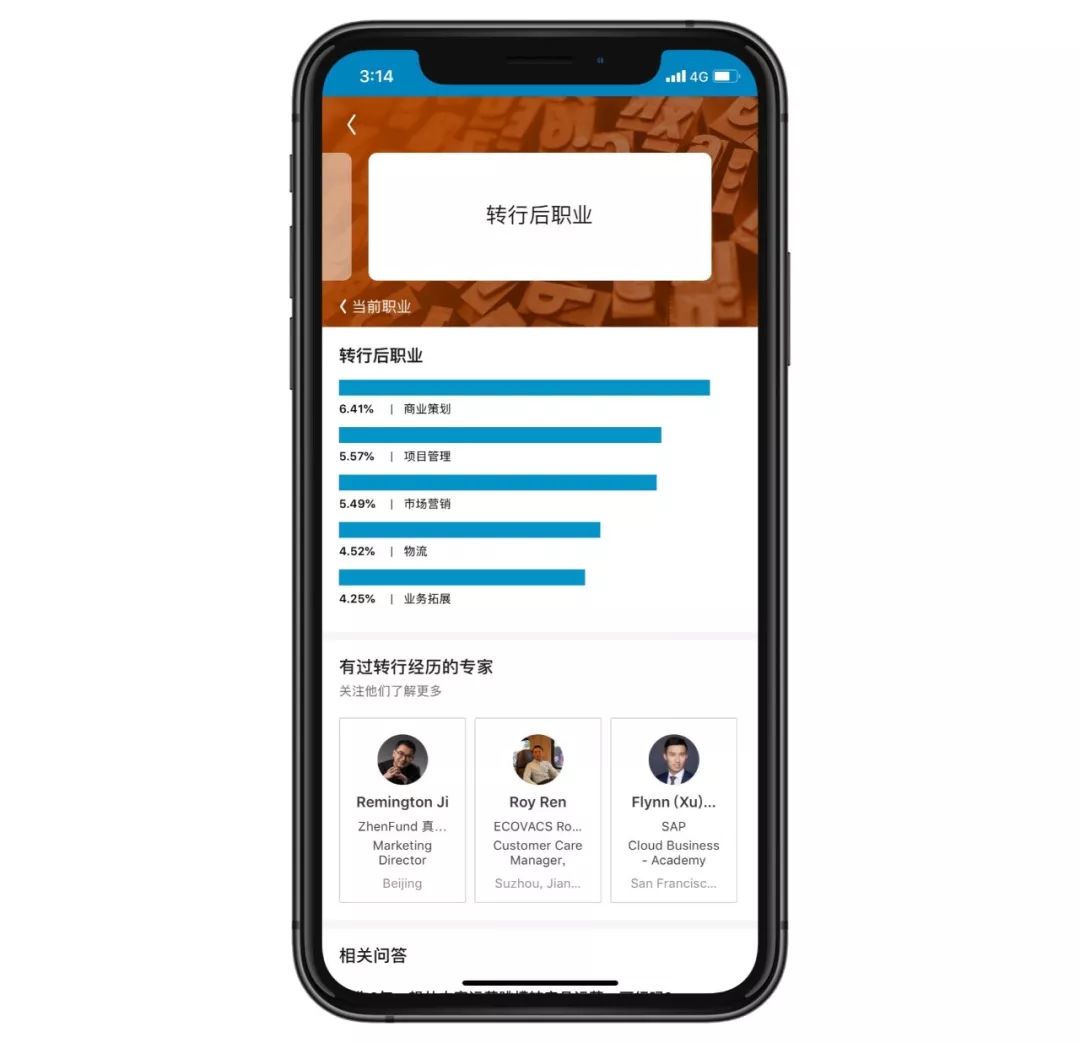 3:14
4G
转行后职业
当前职业
转行后职业
6.41% | 商业策划
5.57% | 项目管理
5.49% | 市场营销
4.52% | 物流
4.25% | 业务拓展
有过转行经历的专家
关注他们了解更多
Remington Ji
ZhenFund 真...
Marketing
Director
Beijing
Roy Ren
ECOVACS Ro...
Customer Care
Manager,
Suzhou, Jian...
Flynn (Xu)...
SAP
Cloud Business
- Academy
San Francisc...
相关问答